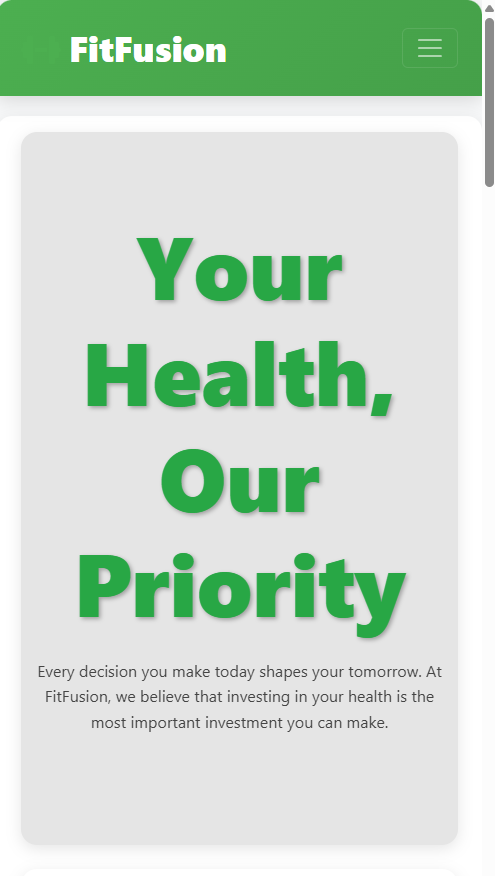 FitFusion
Your
Health,
Our
Priority
Every decision you make today shapes your tomorrow. At
FitFusion, we believe that investing in your health is the
most important investment you can make.